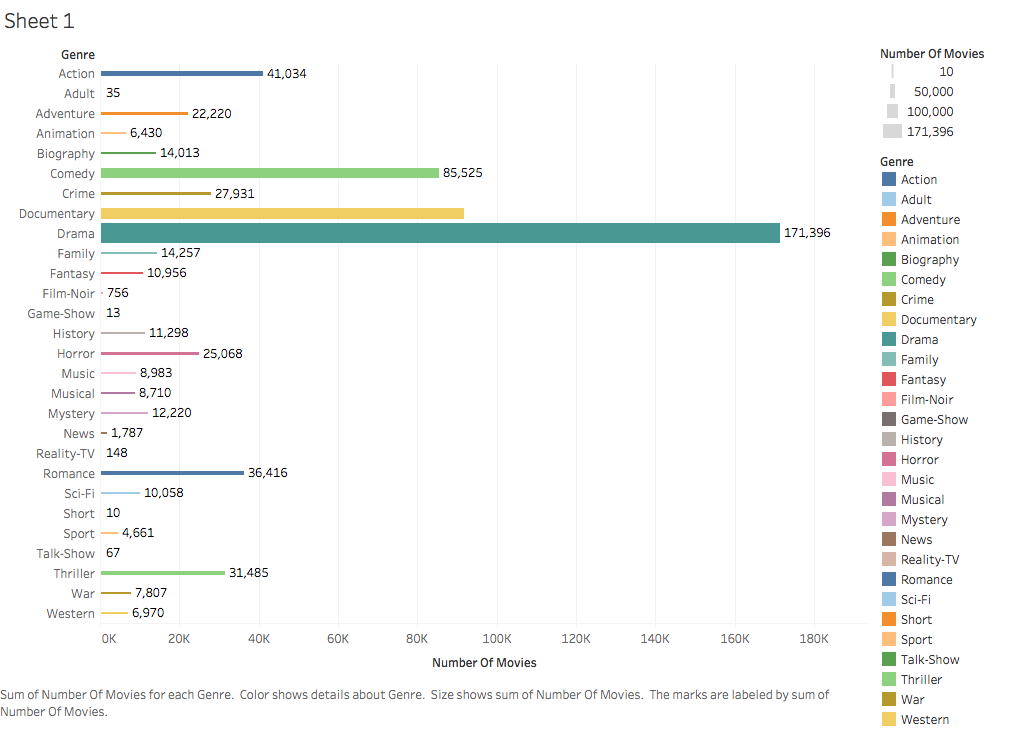 Sheet 1
Genre
Action 41,034
Adult 35
Adventure 22,220
Animation 6,430
Biography 14,013
Comedy 85,525
Crime 27,931
Documentary
Drama 171,396
Family 14,257
Fantasy 10,956
Film-Noir 756
Game-Show 13
History 11,298
Horror 25,068
Music 8,983
Musical 8,710
Mystery 12,220
News 1,787
Reality-TV 148
Romance 36,416
Sci-Fi 10,058
Short 10
Sport 4,661
Talk-Show 67
Thriller 31,485
War 7,807
Western 6,970
0K 20K 40K 60K 80K 100K 120K 140K 160K 180K
Number Of Movies
Sum of Number Of Movies for each Genre.  Color shows details about Genre.  Size shows sum of Number Of Movies.  The marks are labeled by sum of
Number Of Movies.
Number Of Movies
10
50,000
100,000
171,396
Genre
Action
Adult
Adventure
Animation
Biography
Comedy
Crime
Documentary
Drama
Family
Fantasy
Film-Noir
Game-Show
History
Horror
Music
Musical
Mystery
News
Reality-TV
Romance
Sci-Fi
Short
Sport
Talk-Show
Thriller
War
Western